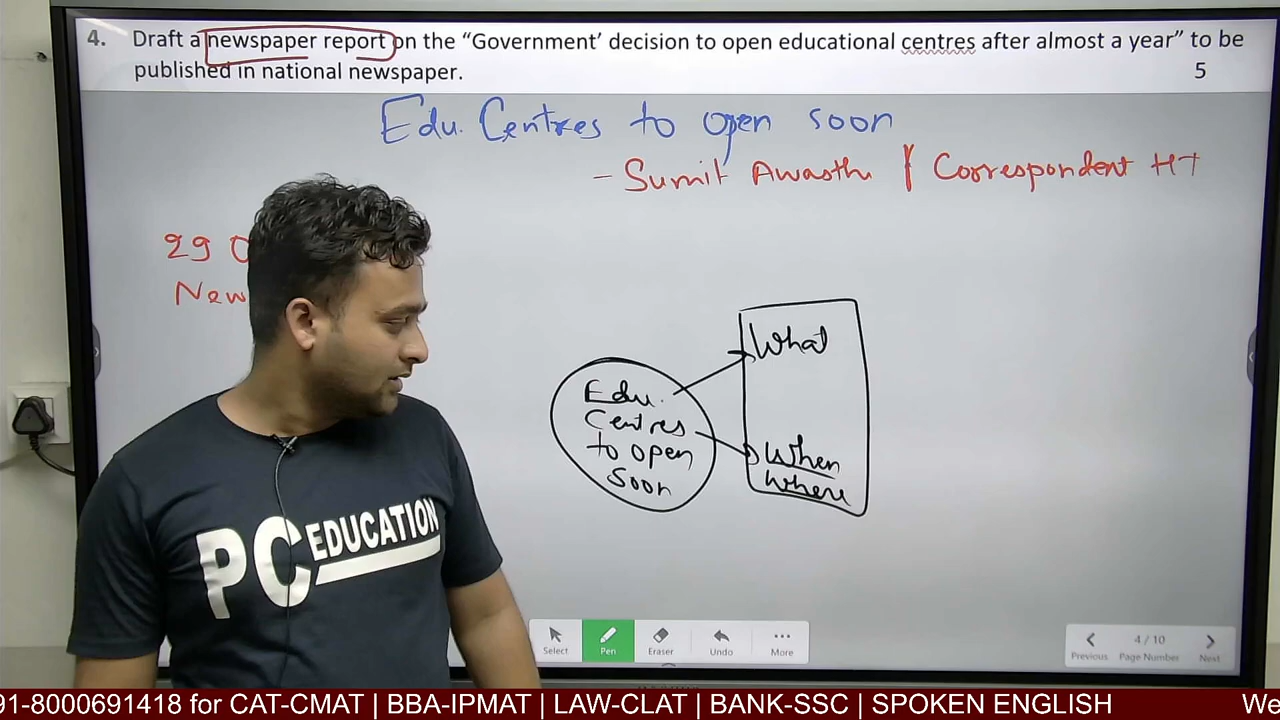 4. Draft a newspaper report on the “Government’ decision to open educational centres after almost a year” to be
published in national newspaper.
5
Edu. Centres to open soon
- Sumit Awasthi | Correspondent HT
29 O
New
What
Edu.
Centres
to open
soon
When
Where
PC EDUCATION
Select
Pen
Eraser
Undo
More
Previous
4 / 10
Page Number
Next
91-8000691418 for CAT-CMAT | BBA-IPMAT | LAW-CLAT | BANK-SSC | SPOKEN ENGLISH
We